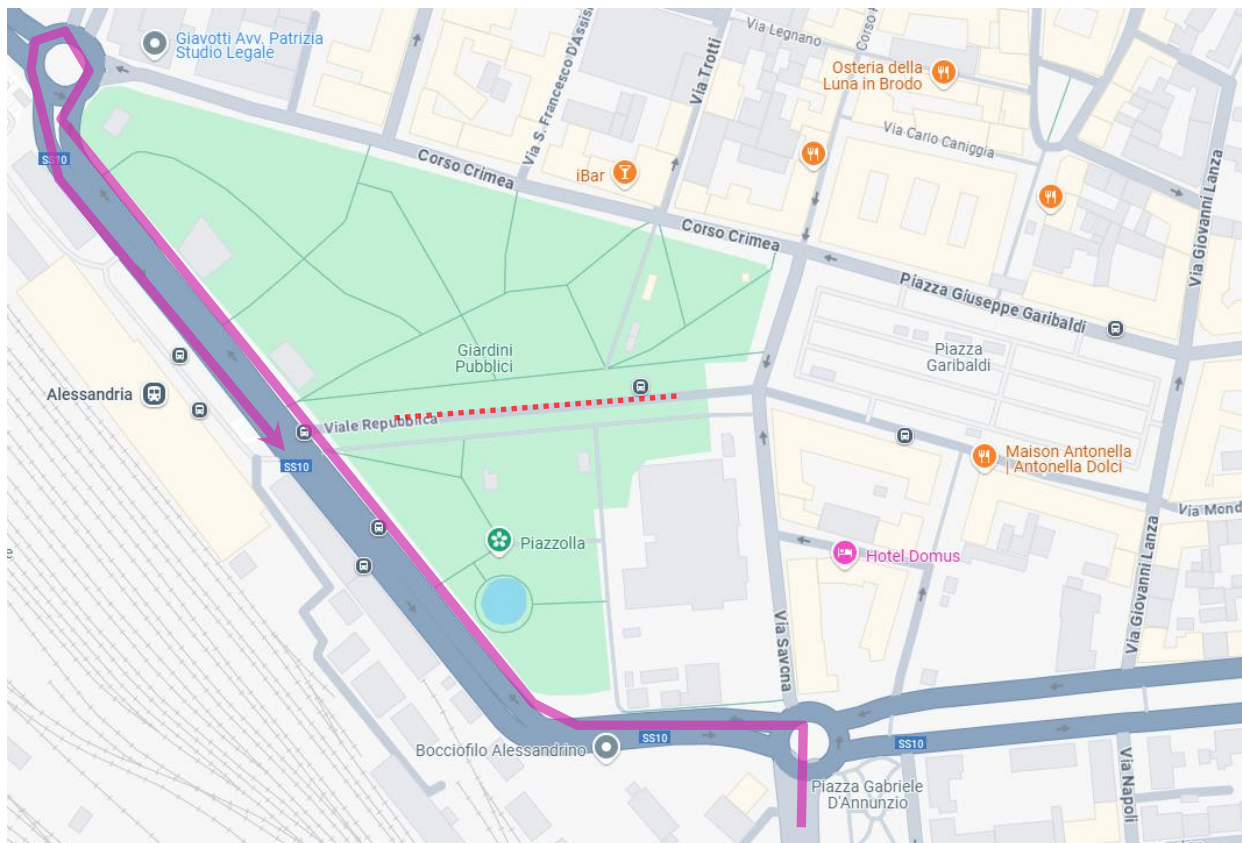 Giavotti Avv. Patrizia
Studio Legale
Via Legnano
Corso
Osteria della
Luna in Brodo
Via S. Francesco D'Assisi
Via Trotti
Via Carlo Caniggia
SS10
Corso Crimea
iBar
Corso Crimea
Via Giovanni Lanza
Piazza Giuseppe Garibaldi
Giardini
Pubblici
Piazza
Garibaldi
Alessandria
Viale Repubblica
SS10
Maison Antonella
| Antonella Dolci
Via Mond
Piazzolla
Hotel Domus
Via Savona
Via Giovanni Lanza
Bocciofilo Alessandrino
SS10
SS10
Piazza Gabriele
D'Annunzio
Via Napoli